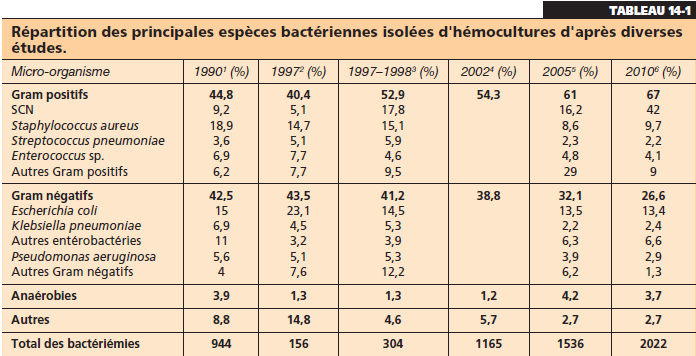 TABLEAU 14-1
Répartition des principales espèces bactériennes isolées d'hémocultures d'après diverses
études.
Micro-organisme 1990¹ (%) 1997² (%) 1997–1998³ (%) 2002⁴ (%) 2005⁵ (%) 2010⁶ (%)
Gram positifs 44,8 40,4 52,9 54,3 61 67
SCN 9,2 5,1 17,8 16,2 42
Staphylococcus aureus 18,9 14,7 15,1 8,6 9,7
Streptococcus pneumoniae 3,6 5,1 5,9 2,3 2,2
Enterococcus sp. 6,9 7,7 4,6 4,8 4,1
Autres Gram positifs 6,2 7,7 9,5 29 9
Gram négatifs 42,5 43,5 41,2 38,8 32,1 26,6
Escherichia coli 15 23,1 14,5 13,5 13,4
Klebsiella pneumoniae 6,9 4,5 5,3 2,2 2,4
Autres entérobactéries 11 3,2 3,9 6,3 6,6
Pseudomonas aeruginosa 5,6 5,1 5,3 3,9 2,9
Autres Gram négatifs 4 7,6 12,2 6,2 1,3
Anaérobies 3,9 1,3 1,3 1,2 4,2 3,7
Autres 8,8 14,8 4,6 5,7 2,7 2,7
Total des bactériémies 944 156 304 1165 1536 2022